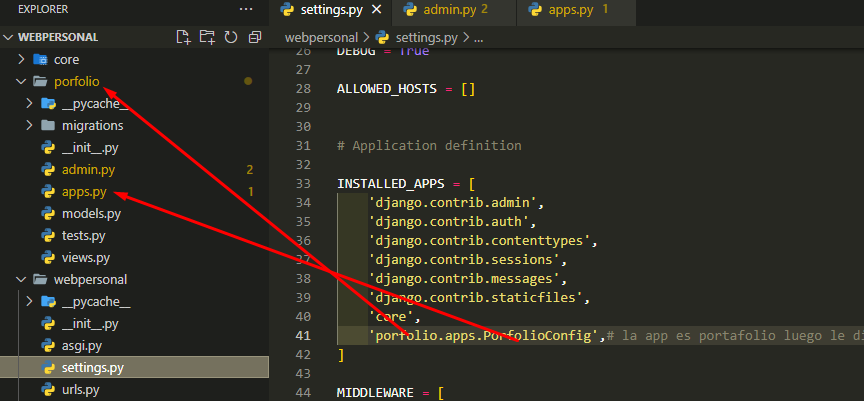 EXPLORER ...
WEBPERSONAL
core
porfolio
__pycache__
migrations
__init__.py
admin.py 2
apps.py 1
models.py
tests.py
views.py
webpersonal
__pycache__
__init__.py
asgi.py
settings.py
urls.py
settings.py admin.py 2 apps.py 1
webpersonal > settings.py > ...
26 DEBUG = True
27
28 ALLOWED_HOSTS = []
29
30
31 # Application definition
32
33 INSTALLED_APPS = [
34 'django.contrib.admin',
35 'django.contrib.auth',
36 'django.contrib.contenttypes',
37 'django.contrib.sessions',
38 'django.contrib.messages',
39 'django.contrib.staticfiles',
40 'core',
41 'porfolio.apps.PorfolioConfig',# la app es portafolio luego le di
42 ]
43
44 MIDDLEWARE = [